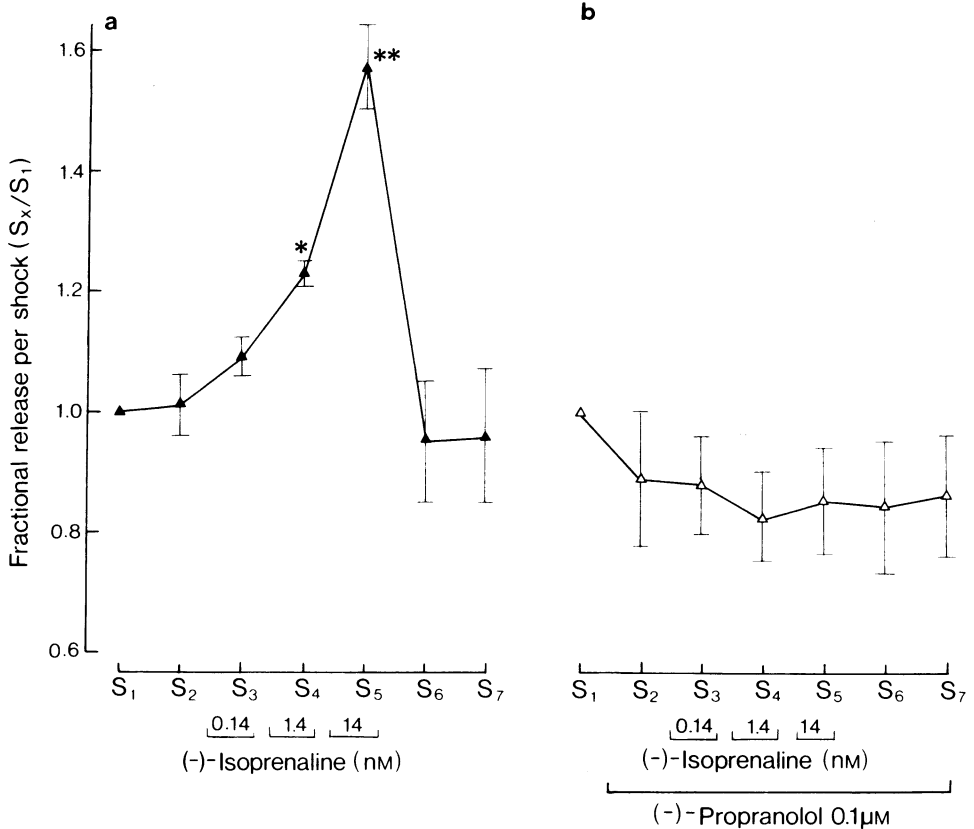 a
b
Fractional release per shock (Sₓ/S₁)
1.6
1.4
1.2
1.0
0.8
0.6
*
**
S₁ S₂ S₃ S₄ S₅ S₆ S₇
0.14 1.4 14
(-)-Isoprenaline (nM)
S₁ S₂ S₃ S₄ S₅ S₆ S₇
0.14 1.4 14
(-)-Isoprenaline (nM)
(-)-Propranolol 0.1µM